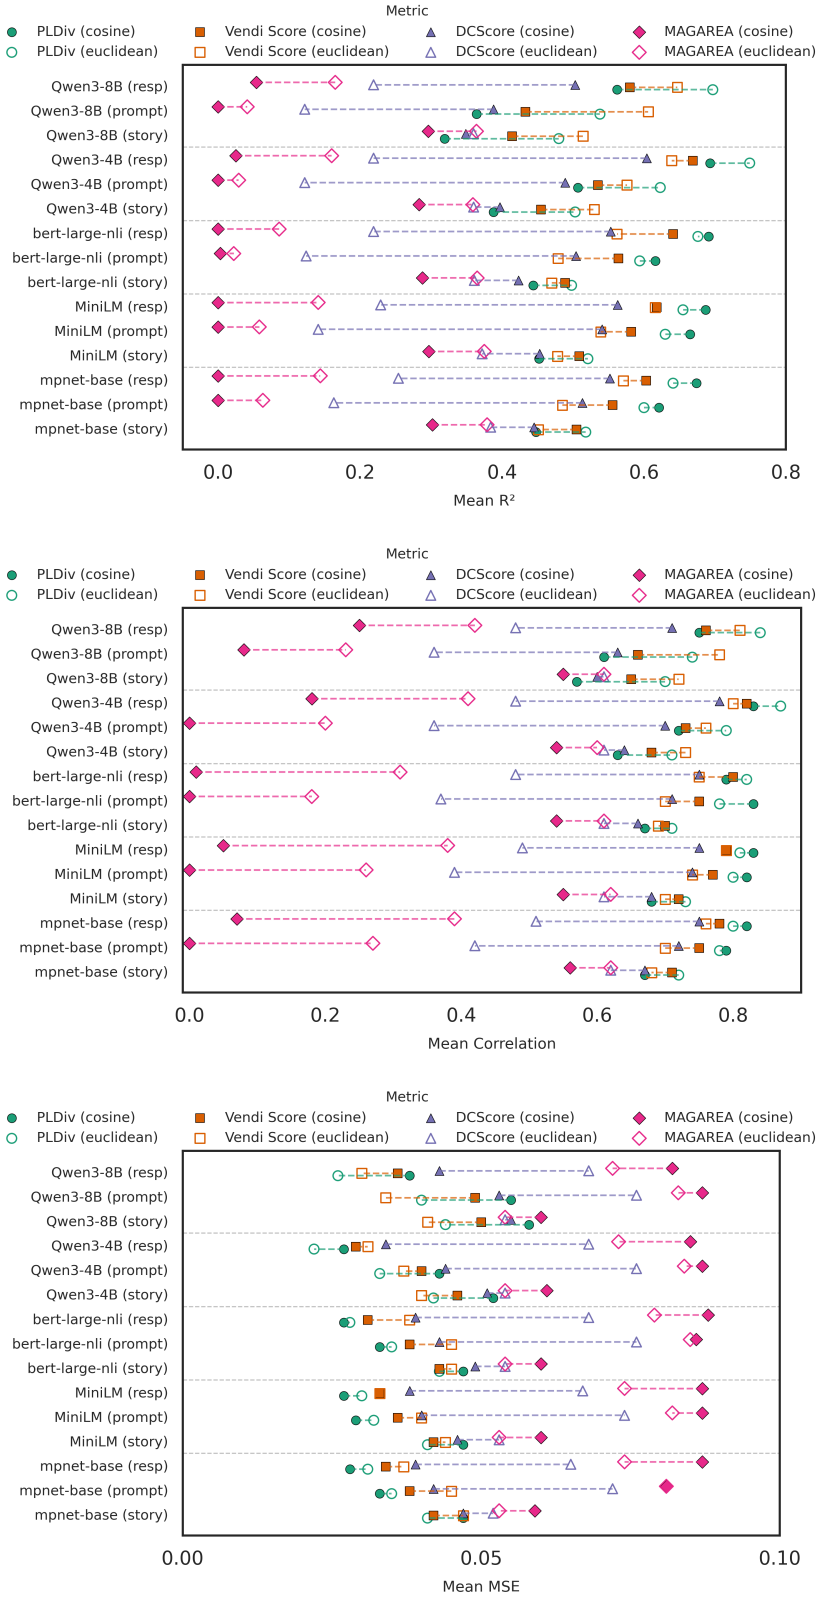 Metric
PLDiv (cosine) Vendi Score (cosine) DCScore (cosine) MAGAREA (cosine)
PLDiv (euclidean) Vendi Score (euclidean) DCScore (euclidean) MAGAREA (euclidean)
Qwen3-8B (resp)
Qwen3-8B (prompt)
Qwen3-8B (story)
Qwen3-4B (resp)
Qwen3-4B (prompt)
Qwen3-4B (story)
bert-large-nli (resp)
bert-large-nli (prompt)
bert-large-nli (story)
MiniLM (resp)
MiniLM (prompt)
MiniLM (story)
mpnet-base (resp)
mpnet-base (prompt)
mpnet-base (story)
0.0 0.2 0.4 0.6 0.8
Mean R²
Metric
PLDiv (cosine) Vendi Score (cosine) DCScore (cosine) MAGAREA (cosine)
PLDiv (euclidean) Vendi Score (euclidean) DCScore (euclidean) MAGAREA (euclidean)
Qwen3-8B (resp)
Qwen3-8B (prompt)
Qwen3-8B (story)
Qwen3-4B (resp)
Qwen3-4B (prompt)
Qwen3-4B (story)
bert-large-nli (resp)
bert-large-nli (prompt)
bert-large-nli (story)
MiniLM (resp)
MiniLM (prompt)
MiniLM (story)
mpnet-base (resp)
mpnet-base (prompt)
mpnet-base (story)
0.0 0.2 0.4 0.6 0.8
Mean Correlation
Metric
PLDiv (cosine) Vendi Score (cosine) DCScore (cosine) MAGAREA (cosine)
PLDiv (euclidean) Vendi Score (euclidean) DCScore (euclidean) MAGAREA (euclidean)
Qwen3-8B (resp)
Qwen3-8B (prompt)
Qwen3-8B (story)
Qwen3-4B (resp)
Qwen3-4B (prompt)
Qwen3-4B (story)
bert-large-nli (resp)
bert-large-nli (prompt)
bert-large-nli (story)
MiniLM (resp)
MiniLM (prompt)
MiniLM (story)
mpnet-base (resp)
mpnet-base (prompt)
mpnet-base (story)
0.00 0.05 0.10
Mean MSE